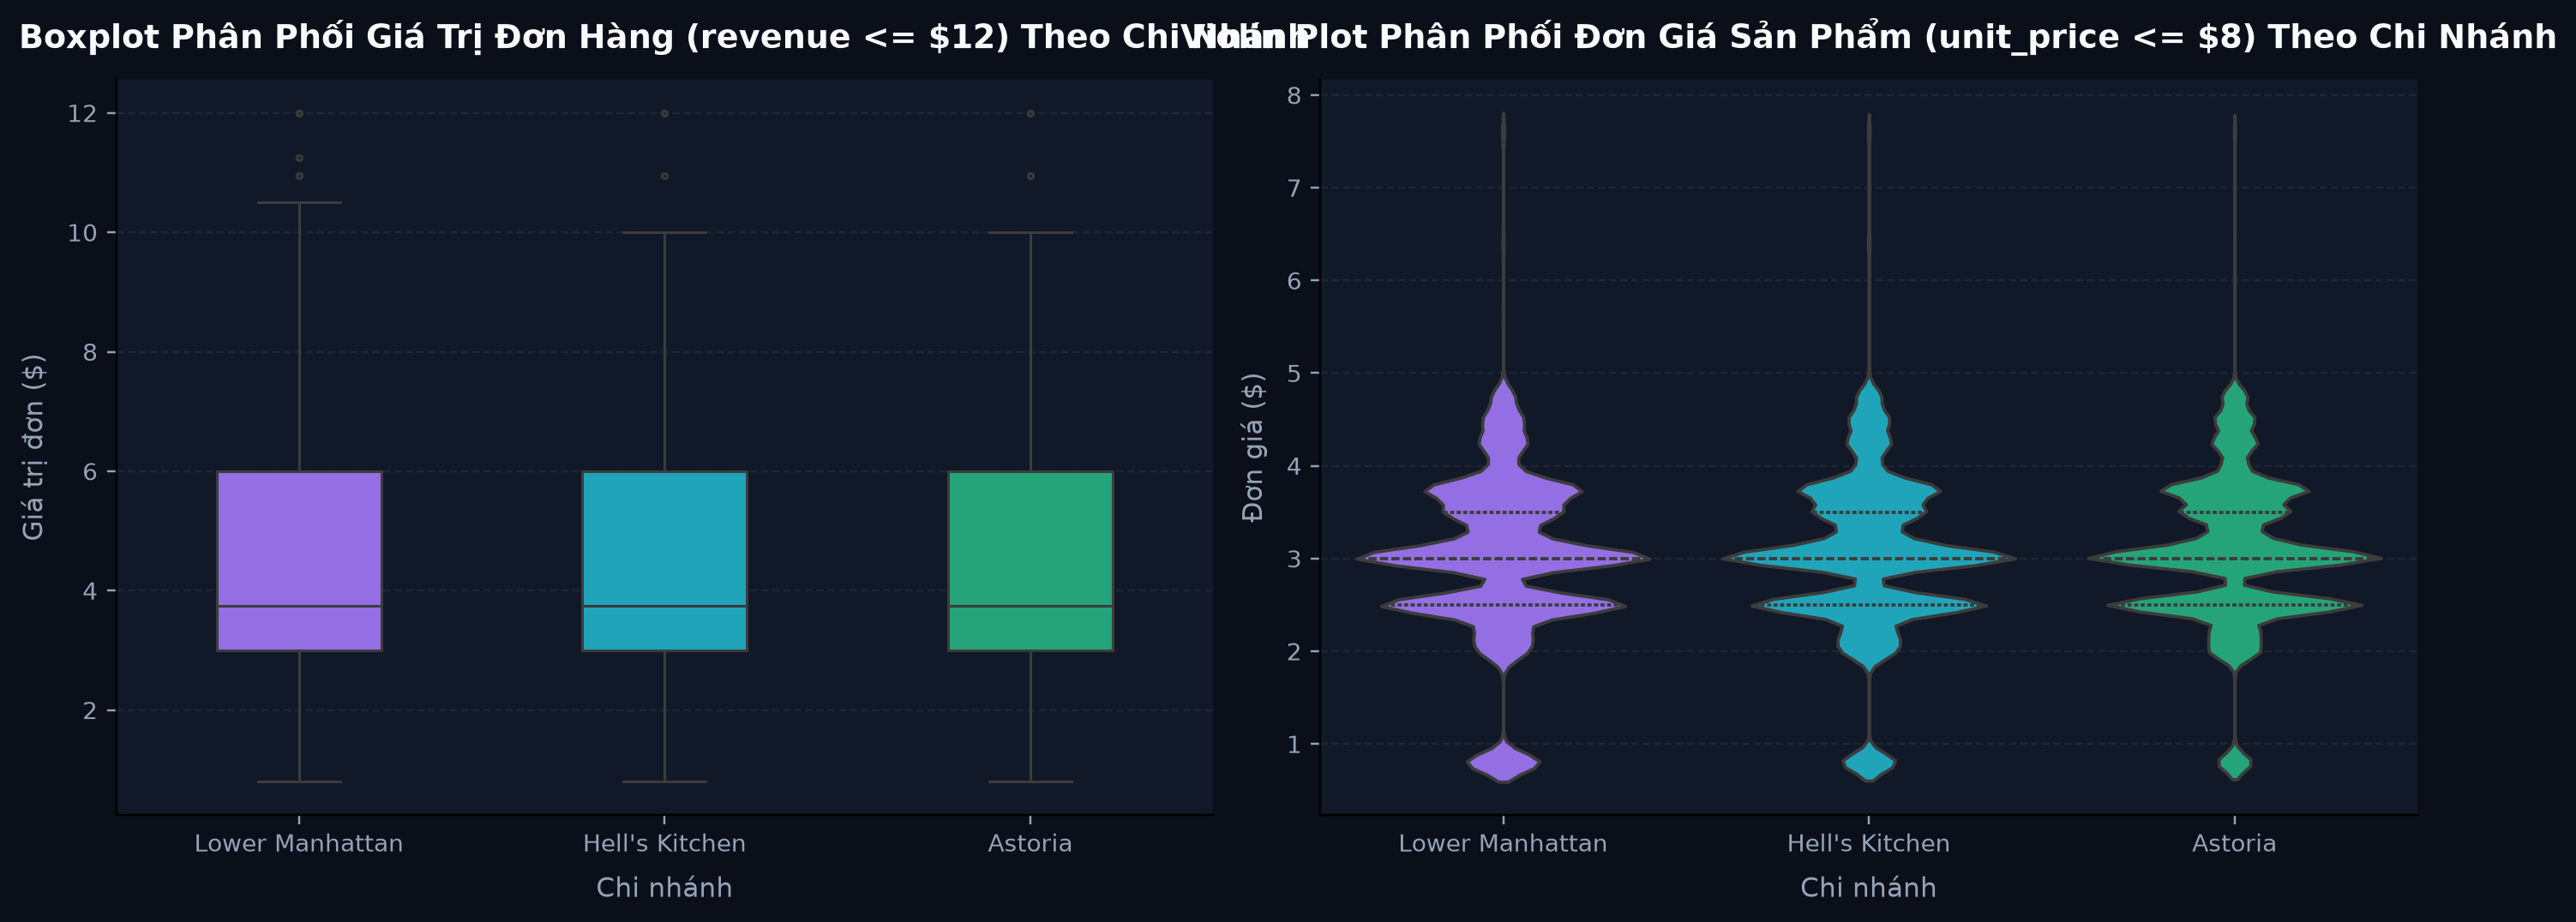 Boxplot Phân Phối Giá Trị Đơn Hàng (revenue <= $12) Theo Chi Nhánh
Violin Plot Phân Phối Đơn Giá Sản Phẩm (unit_price <= $8) Theo Chi Nhánh
Giá trị đơn ($)
12
10
8
6
4
2
Lower Manhattan
Hell's Kitchen
Astoria
Chi nhánh
Đơn giá ($)
8
7
6
5
4
3
2
1
Lower Manhattan
Hell's Kitchen
Astoria
Chi nhánh